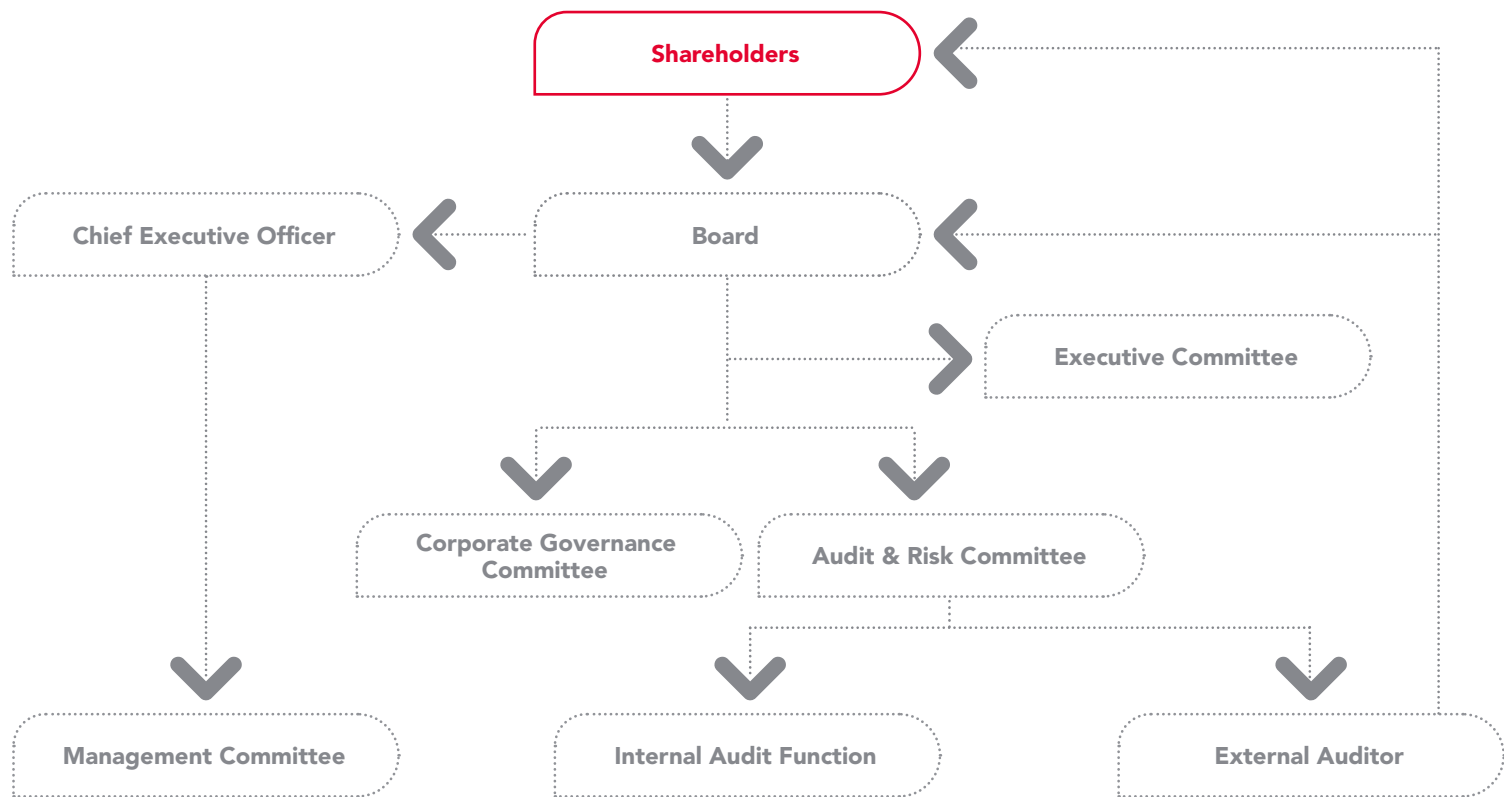 Shareholders
Chief Executive Officer
Board
Executive Committee
Corporate Governance
Committee
Audit & Risk Committee
Management Committee
Internal Audit Function
External Auditor